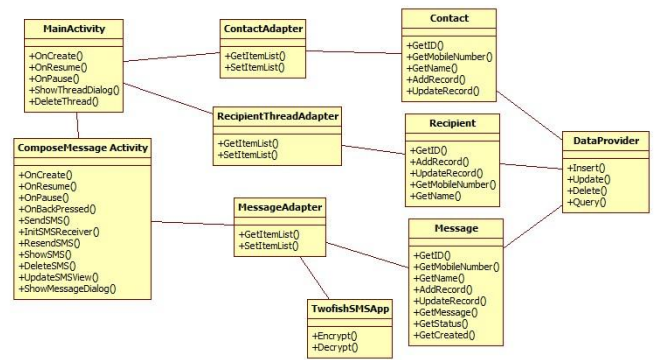 MainActivity
+OnCreate()
+OnResume()
+OnPause()
+ShowThreadDialog()
+DeleteThread()
ContactAdapter
+GetItemList()
+SetItemList()
Contact
+GetID()
+GetMobileNumber()
+GetName()
+AddRecord()
+UpdateRecord()
RecipientThreadAdapter
+GetItemList()
+SetItemList()
Recipient
+GetID()
+AddRecord()
+UpdateRecord()
+GetMobileNumber()
+GetName()
DataProvider
+Insert()
+Update()
+Delete()
+Query()
ComposeMessage Activity
+OnCreate()
+OnResume()
+OnPause()
+OnBackPressed()
+SendSMS()
+InitSMSReceiver()
+ResendSMS()
+ShowSMS()
+DeleteSMS()
+UpdateSMSView()
+ShowMessageDialog()
MessageAdapter
+GetItemList()
+SetItemList()
Message
+GetID()
+GetMobileNumber()
+GetName()
+AddRecord()
+UpdateRecord()
+GetMessage()
+GetStatus()
+GetCreated()
TwofishSMSApp
+Encrypt()
+Decrypt()